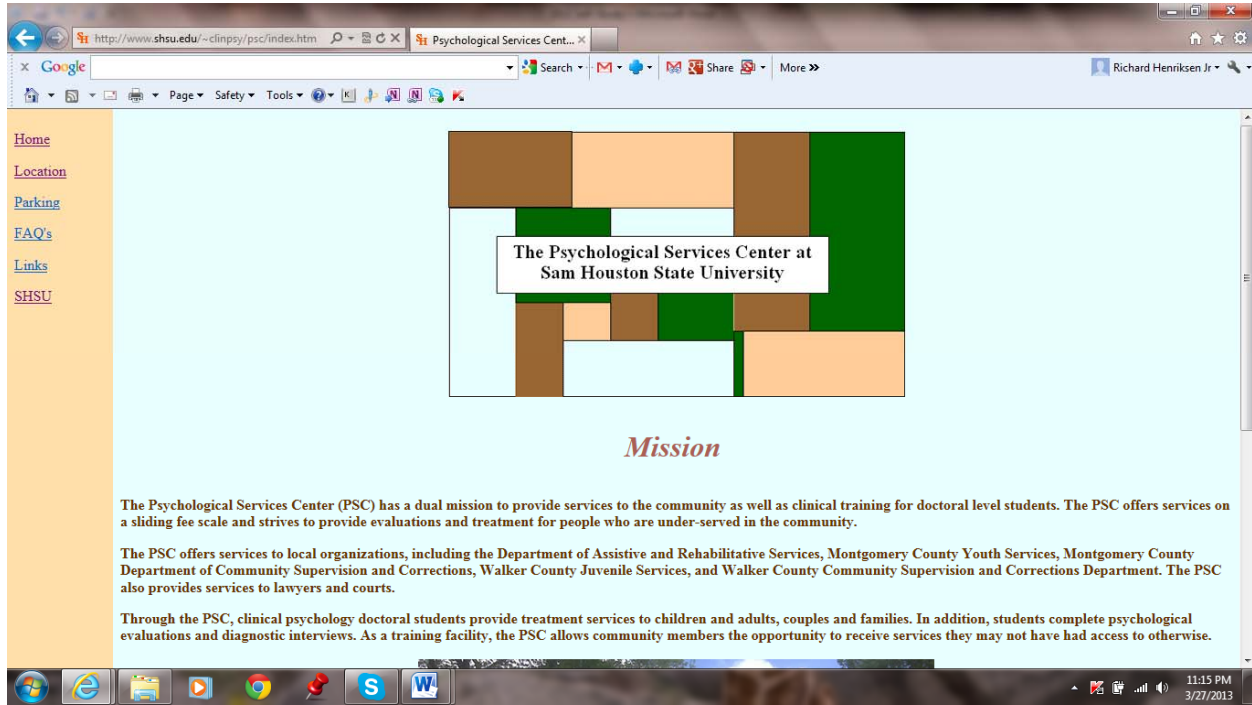 http://www.shsu.edu/~clinpsy/psc/index.htm
Psychological Services Cent...
x Google
Search
Share
More »
Richard Henriksen Jr
Page Safety Tools
Home
Location
Parking
FAQ's
Links
SHSU
The Psychological Services Center at
Sam Houston State University
Mission
The Psychological Services Center (PSC) has a dual mission to provide services to the community as well as clinical training for doctoral level students. The PSC offers services on
a sliding fee scale and strives to provide evaluations and treatment for people who are under-served in the community.
The PSC offers services to local organizations, including the Department of Assistive and Rehabilitative Services, Montgomery County Youth Services, Montgomery County
Department of Community Supervision and Corrections, Walker County Juvenile Services, and Walker County Community Supervision and Corrections Department. The PSC
also provides services to lawyers and courts.
Through the PSC, clinical psychology doctoral students provide treatment services to children and adults, couples and families. In addition, students complete psychological
evaluations and diagnostic interviews. As a training facility, the PSC allows community members the opportunity to receive services they may not have had access to otherwise.
11:15 PM
3/27/2013